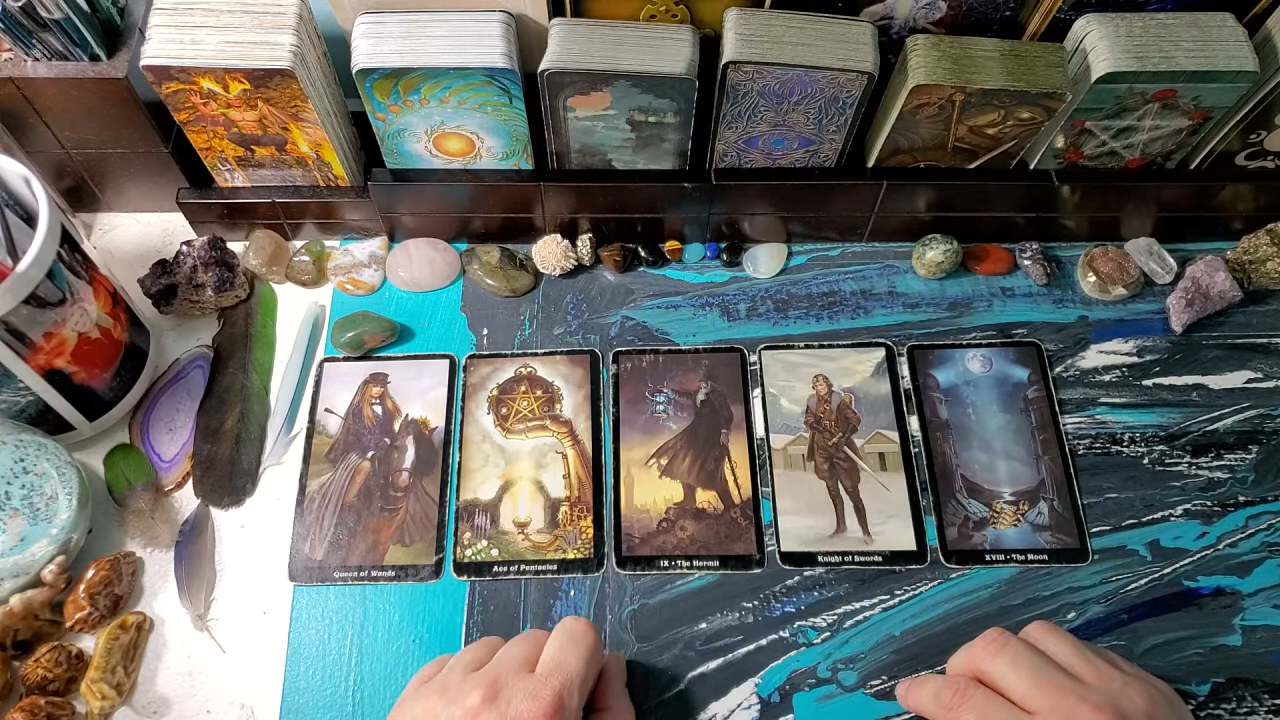 Queen of Wands
Ace of Pentacles
IX • The Hermit
Knight of Swords
XVIII • The Moon